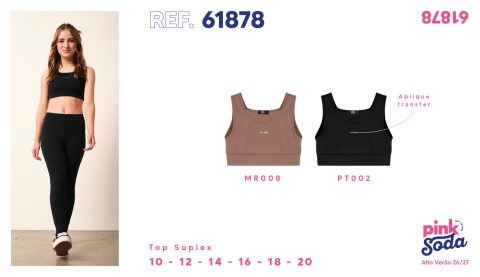 REF. 61878
61878
Aplique
transfer
MR008
PT002
Top Suplex
10 - 12 - 14 - 16 - 18 - 20
pink
Soda
Alto Verão 26/27